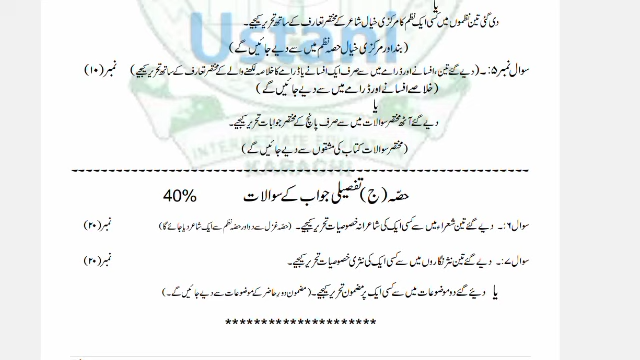 یا
دی گئی تین نظموں میں کسی ایک نظم کا مرکزی خیال شاعر کے مختصر تعارف کے ساتھ تحریر کیجیے۔
(بند اور مرکزی خیال حصہ نظم میں سے دیے جائیں گے)
سوال نمبر ۵:۔ (دیے گئے تین افسانے اور ڈرامے میں سے صرف ایک افسانے یا ڈرامے کا خلاصہ لکھنے والے کے مختصر تعارف کے ساتھ تحریر کیجیے) نمبر (۱۰)
(خلاصے افسانے اور ڈرامے میں سے دیے جائیں گے)
یا
دیے گئے آٹھ مختصر سوالات میں سے صرف پانچ کے مختصر جوابات تحریر کیجیے۔
(مختصر سوالات کتاب کی مشقوں سے دیے جائیں گے)
حصّہ (ج) تفصیلی جواب کے سوالات 40%
سوال ۶:۔ دیے گئے تین شعراء میں سے کسی ایک کی شاعرانہ خصوصیات تحریر کیجیے۔ (حصہ غزل سے دو اور حصہ نظم سے ایک شاعر دیا جائے گا) نمبر (۲۰)
سوال ۷:۔ دیے گئے تین نثر نگاروں میں سے کسی ایک کی نثری خصوصیات تحریر کیجیے۔ نمبر (۲۰)
یا دیئے گئے دو موضوعات میں سے کسی ایک پر مضمون تحریر کیجیے۔ (مضمون دورِ حاضر کے موضوعات سے دیے جائیں گے۔)
*********************
Ustani
INTERMEDIATE EDUCATION
KARACHI